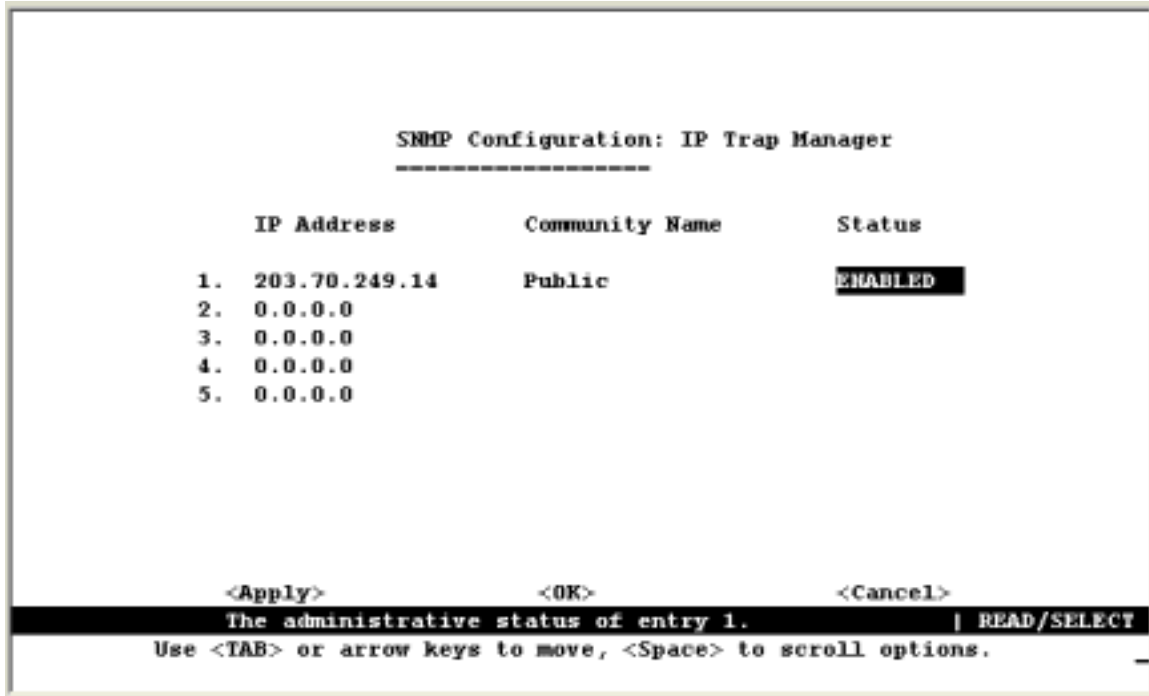 SNMP Configuration: IP Trap Manager
------------------
IP Address Community Name Status
1. 203.70.249.14 Public ENABLED
2. 0.0.0.0
3. 0.0.0.0
4. 0.0.0.0
5. 0.0.0.0
<Apply> <OK> <Cancel>
The administrative status of entry 1. | READ/SELECT
Use <TAB> or arrow keys to move, <Space> to scroll options.